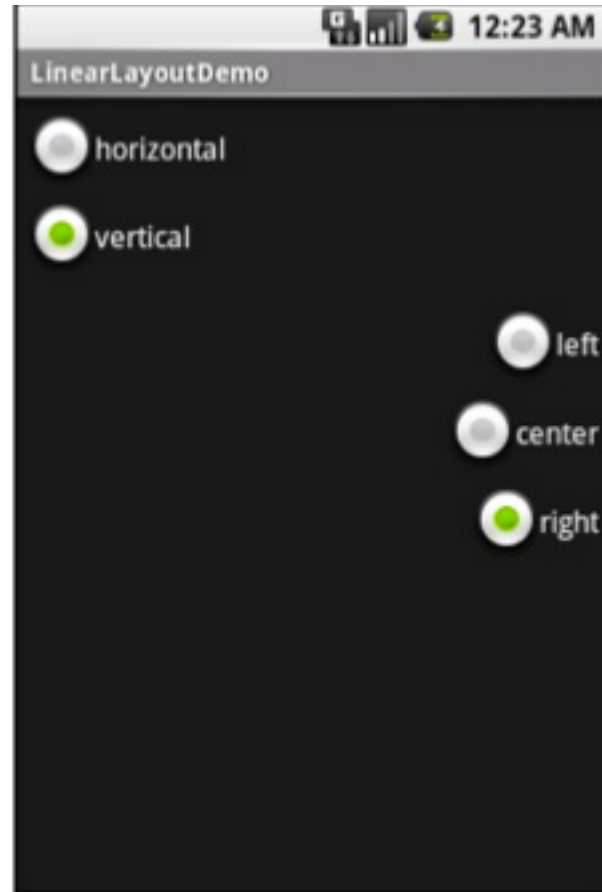 12:23 AM
LinearLayoutDemo
horizontal
vertical
left
center
right